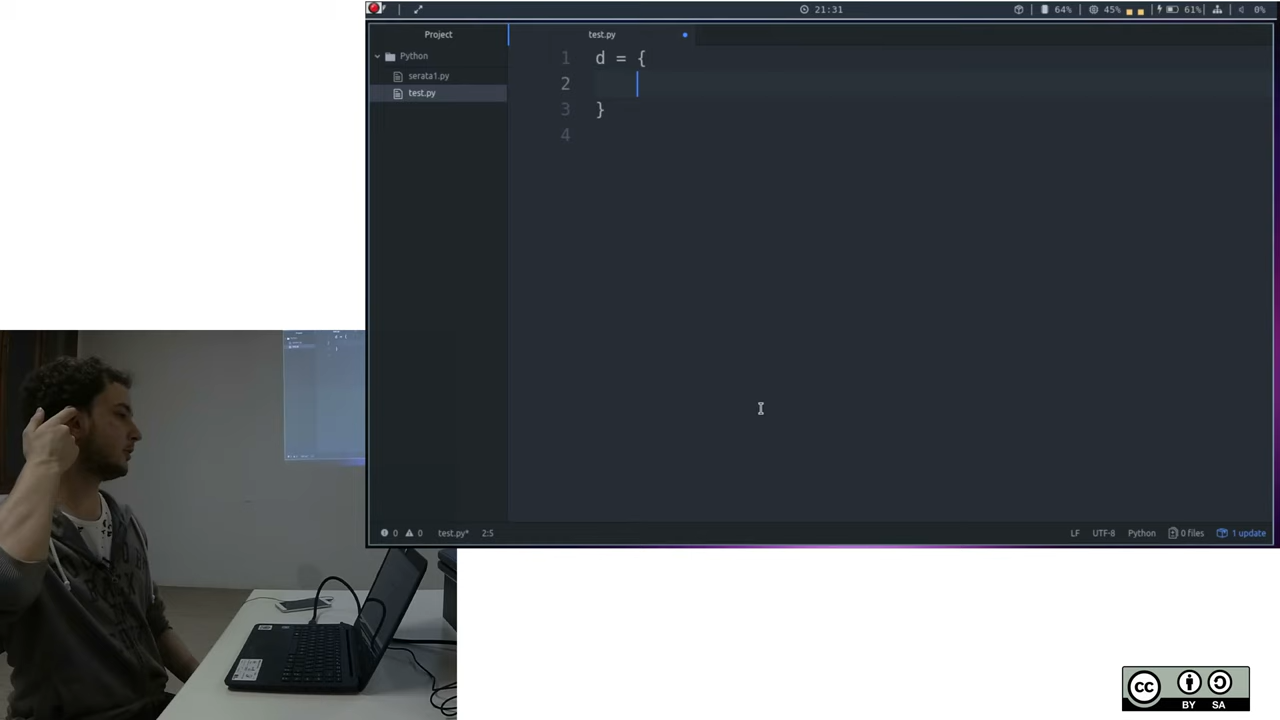 21:31
64%
45%
61%
0%
Project
test.py
Python
serata1.py
test.py
1 d = {
2
3 }
4
0
0
test.py*
2:5
LF
UTF-8
Python
0 files
1 update
cc
BY SA